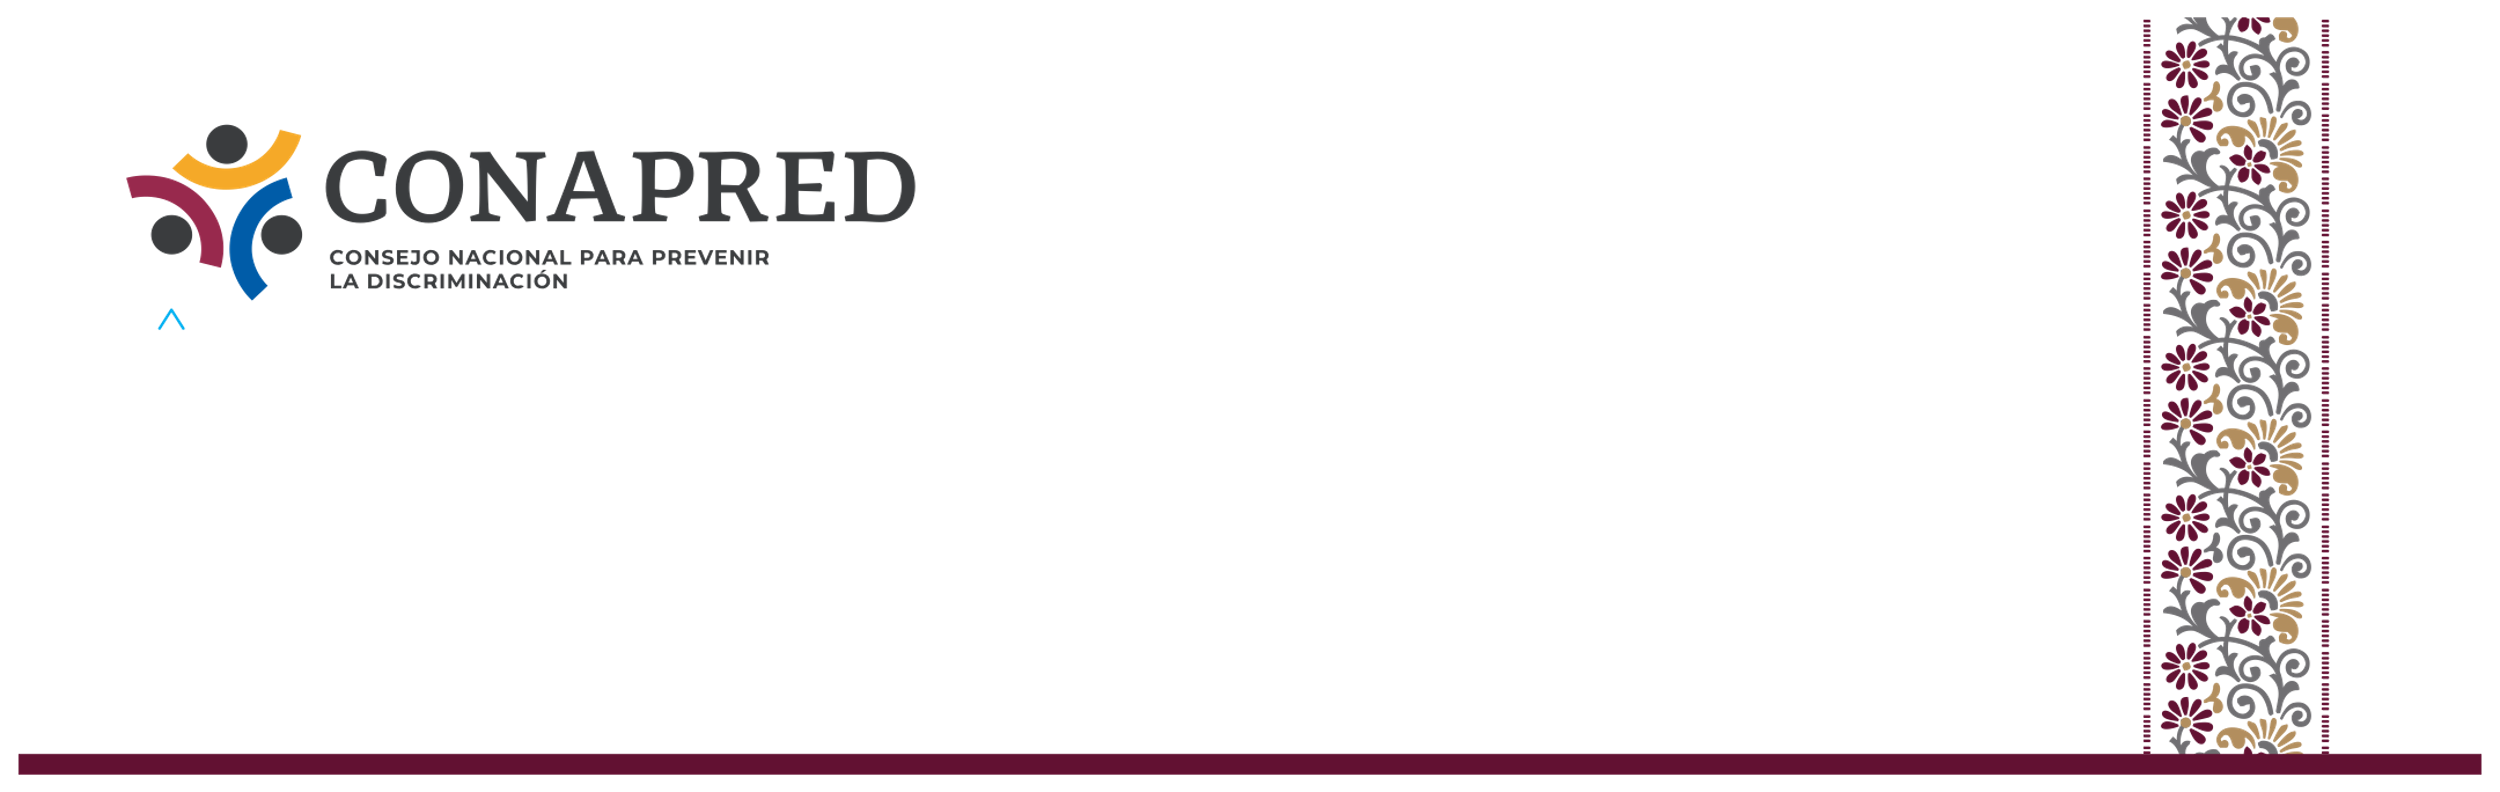 CONAPRED
CONSEJO NACIONAL PARA PREVENIR
LA DISCRIMINACIÓN